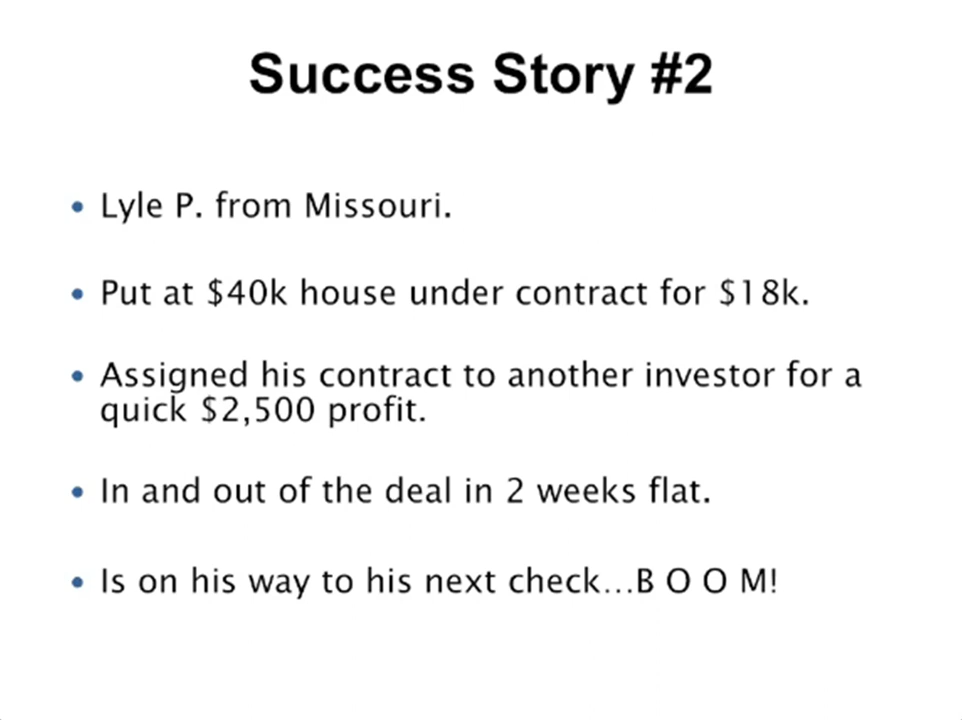 Success Story #2
• Lyle P. from Missouri.
• Put at $40k house under contract for $18k.
• Assigned his contract to another investor for a
quick $2,500 profit.
• In and out of the deal in 2 weeks flat.
• Is on his way to his next check...B O O M!